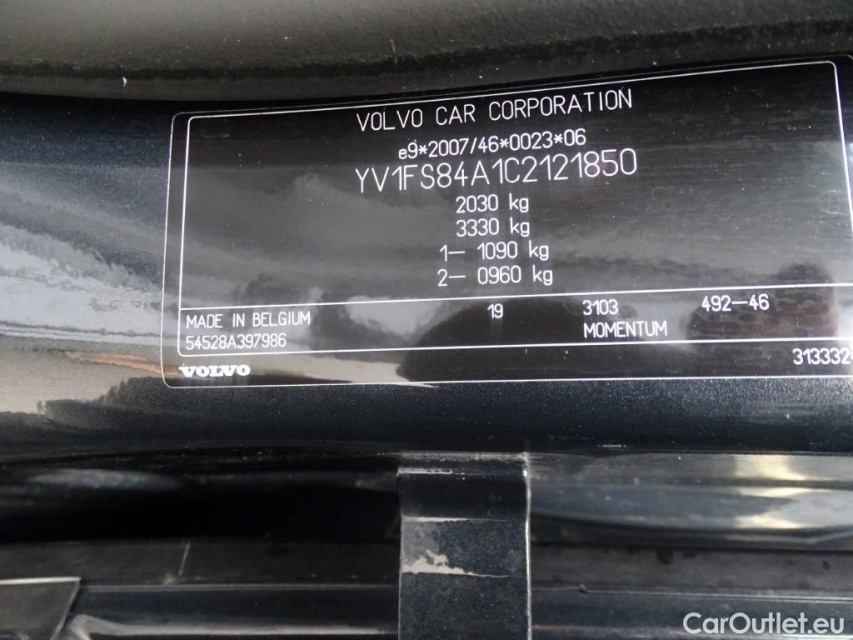 VOLVO CAR CORPORATION
e9*2007/46*0023*06
YV1FS84A1C2121850
2030 kg
3330 kg
1- 1090 kg
2- 0960 kg
MADE IN BELGIUM 19 3103 492-46
54528A397986 MOMENTUM
VOLVO 313332
CarOutlet.eu